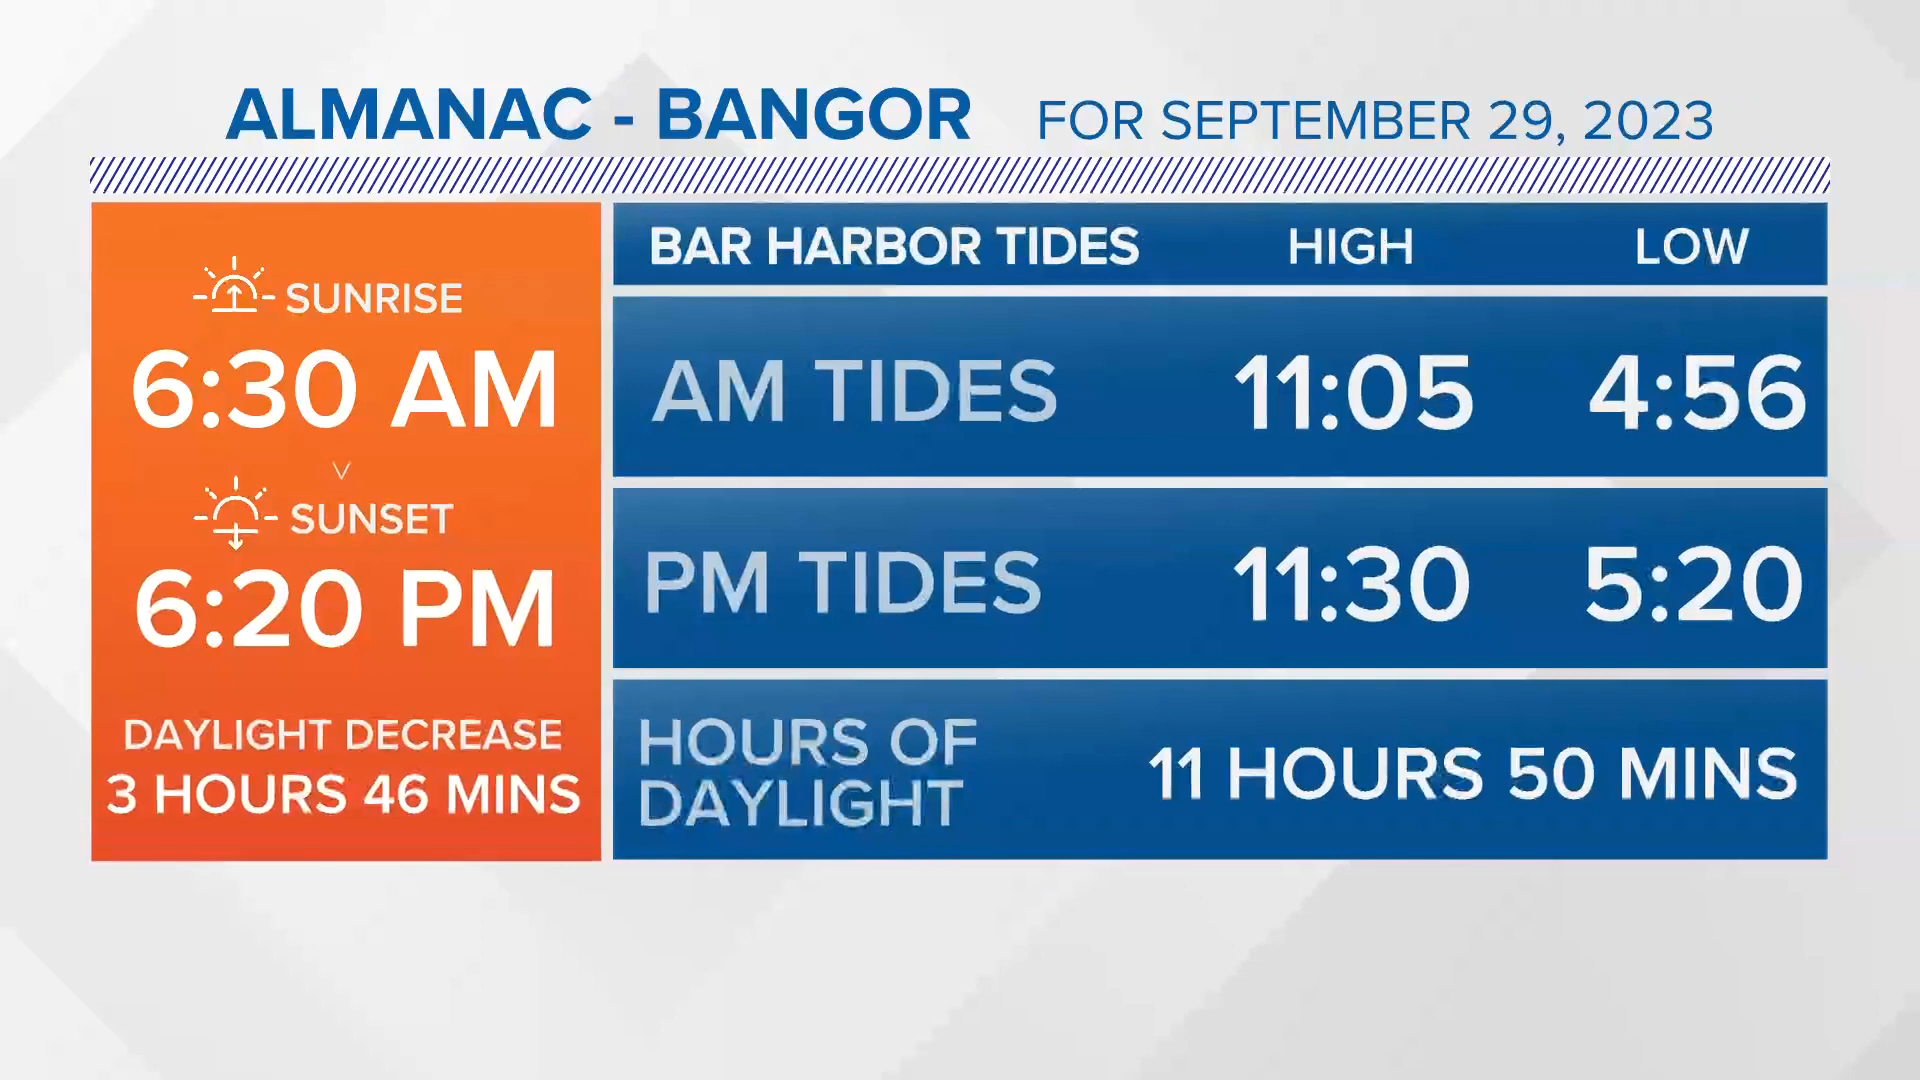 ALMANAC - BANGOR FOR SEPTEMBER 29, 2023
SUNRISE
6:30 AM
SUNSET
6:20 PM
DAYLIGHT DECREASE
3 HOURS 46 MINS
BAR HARBOR TIDES HIGH LOW
AM TIDES 11:05 4:56
PM TIDES 11:30 5:20
HOURS OF
DAYLIGHT
11 HOURS 50 MINS